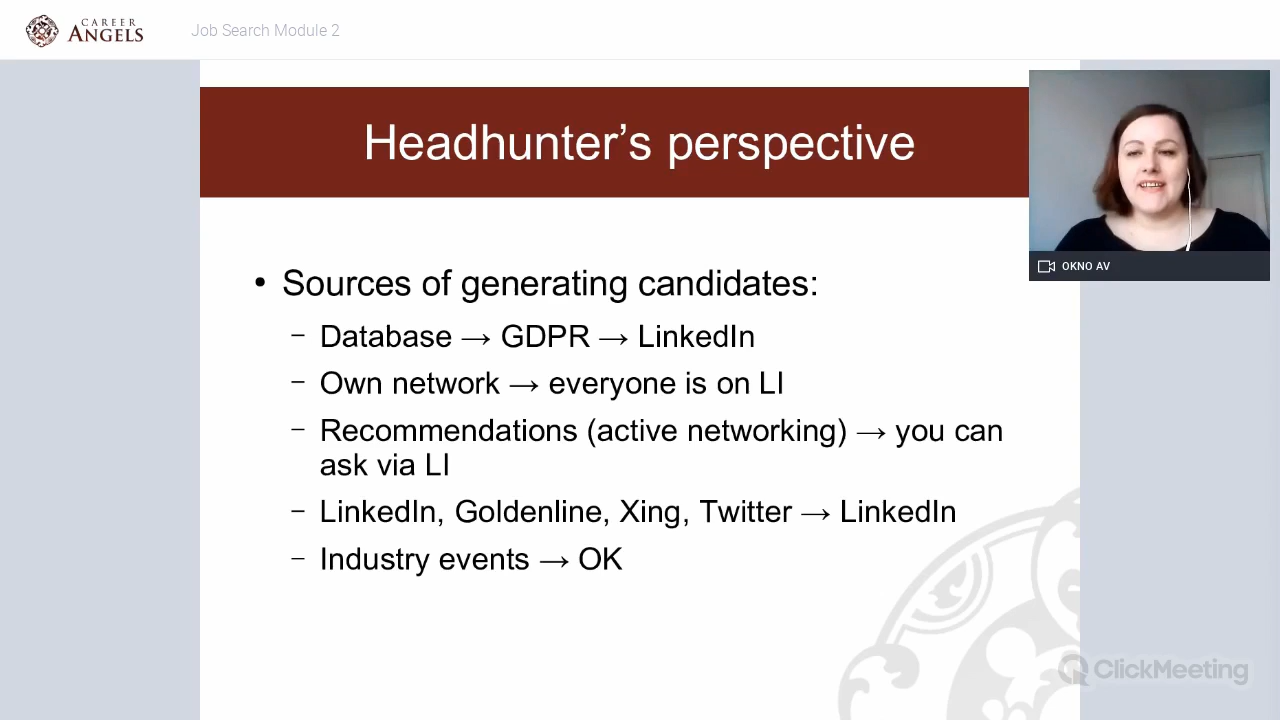 CAREER
ANGELS
Job Search Module 2
Headhunter’s perspective
• Sources of generating candidates:
– Database → GDPR → LinkedIn
– Own network → everyone is on LI
– Recommendations (active networking) → you can
ask via LI
– LinkedIn, Goldenline, Xing, Twitter → LinkedIn
– Industry events → OK
OKNO AV
ClickMeeting